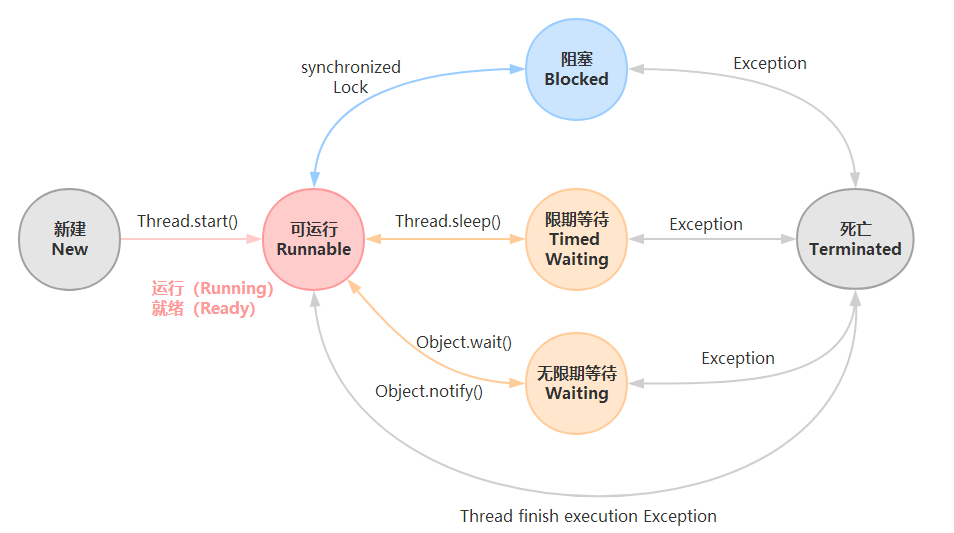 阻塞
Blocked
synchronized
Lock
Exception
新建
New
Thread.start()
可运行
Runnable
Thread.sleep()
限期等待
Timed
Waiting
Exception
死亡
Terminated
运行（Running）
就绪（Ready）
Object.wait()
Object.notify()
无限期等待
Waiting
Exception
Thread finish execution Exception